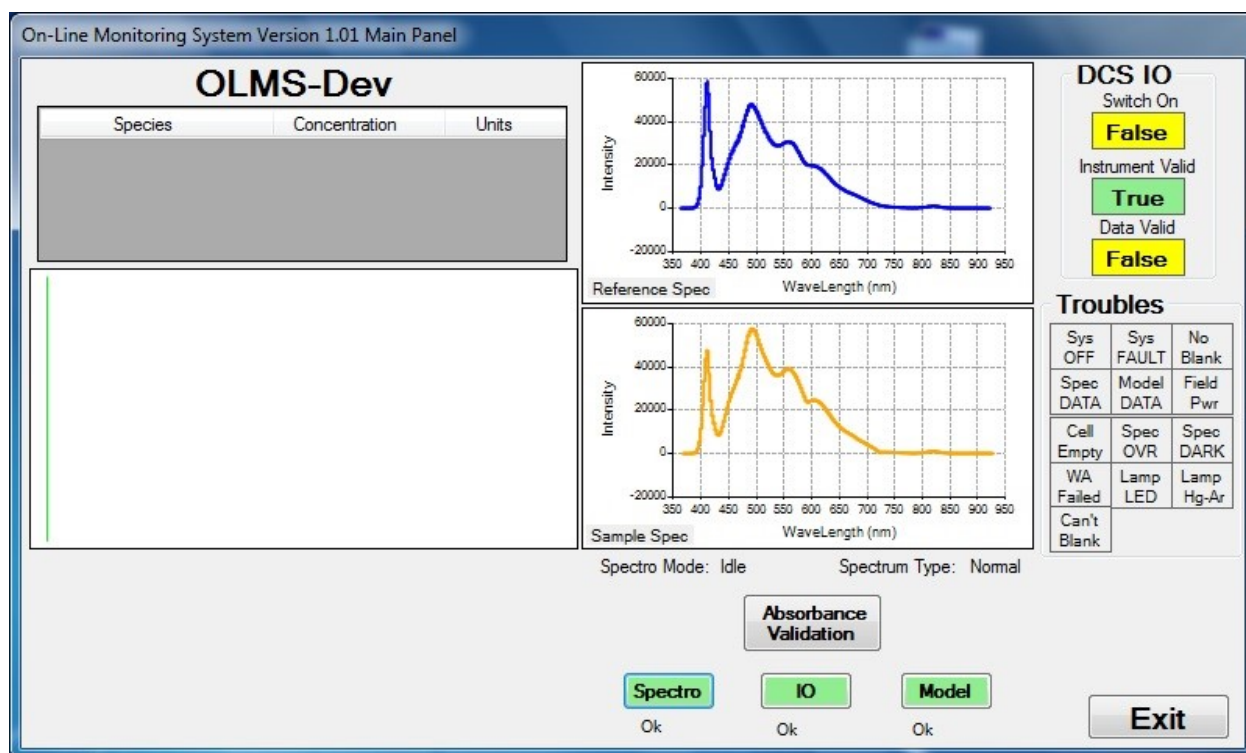 On-Line Monitoring System Version 1.01 Main Panel
OLMS-Dev
Species Concentration Units
60000
40000
20000
0
-20000
Intensity
350 400 450 500 550 600 650 700 750 800 850 900 950
WaveLength (nm)
Reference Spec
60000
40000
20000
0
-20000
Intensity
350 400 450 500 550 600 650 700 750 800 850 900 950
WaveLength (nm)
Sample Spec
Spectro Mode: Idle Spectrum Type: Normal
Absorbance
Validation
Spectro IO Model
Ok Ok Ok
DCS IO
Switch On
False
Instrument Valid
True
Data Valid
False
Troubles
Sys OFF
Sys FAULT
No Blank
Spec DATA
Model DATA
Field Pwr
Cell Empty
Spec OVR
Spec DARK
WA Failed
Lamp LED
Lamp Hg-Ar
Can't Blank
Exit